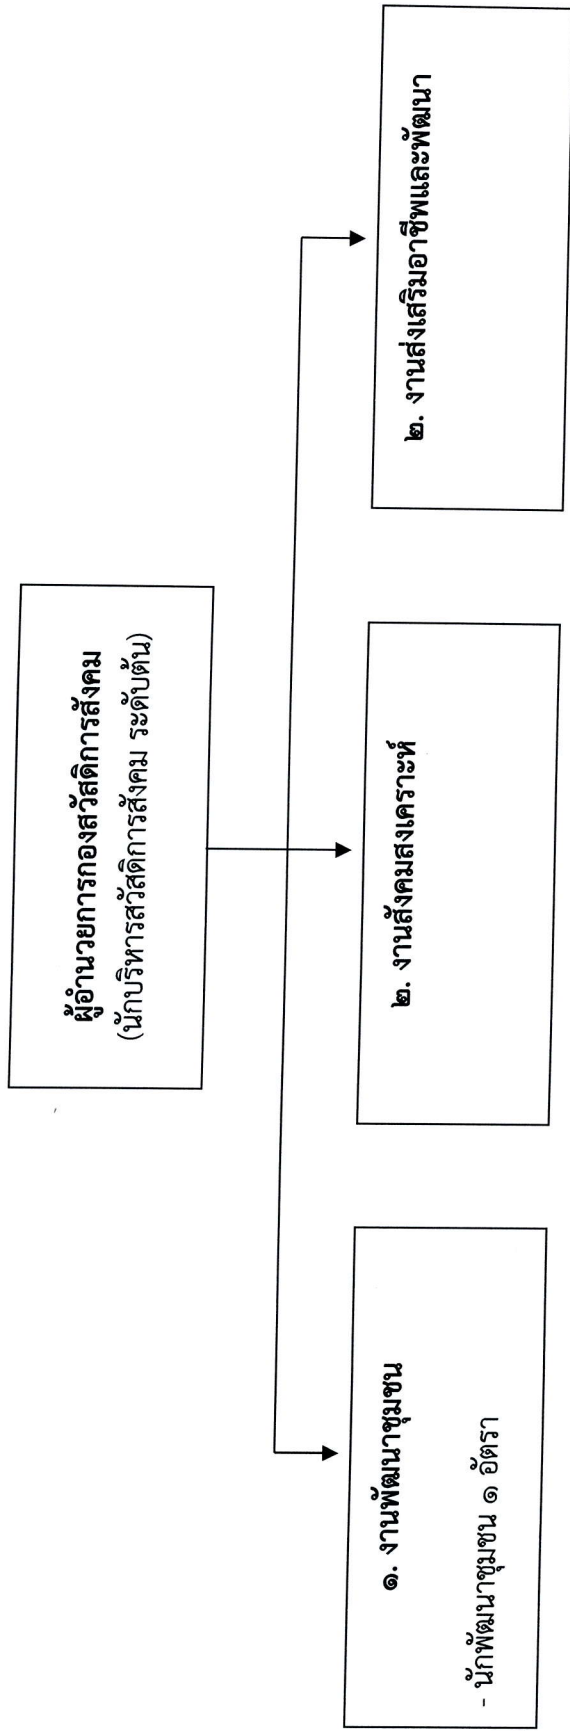 ผู้อำนวยการกองสวัสดิการสังคม
(นักบริหารสวัสดิการสังคม ระดับต้น)
๑. งานพัฒนาชุมชน
- นักพัฒนาชุมชน ๑ อัตรา
๒. งานสังคมสงเคราะห์
๒. งานส่งเสริมอาชีพและพัฒนา